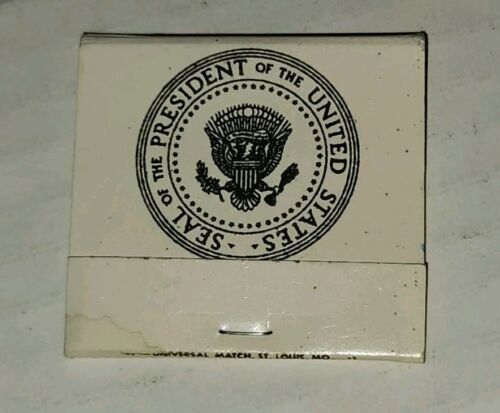 SEAL OF THE PRESIDENT OF THE UNITED STATES
UNIVERSAL MATCH, ST. LOUIS, MO.